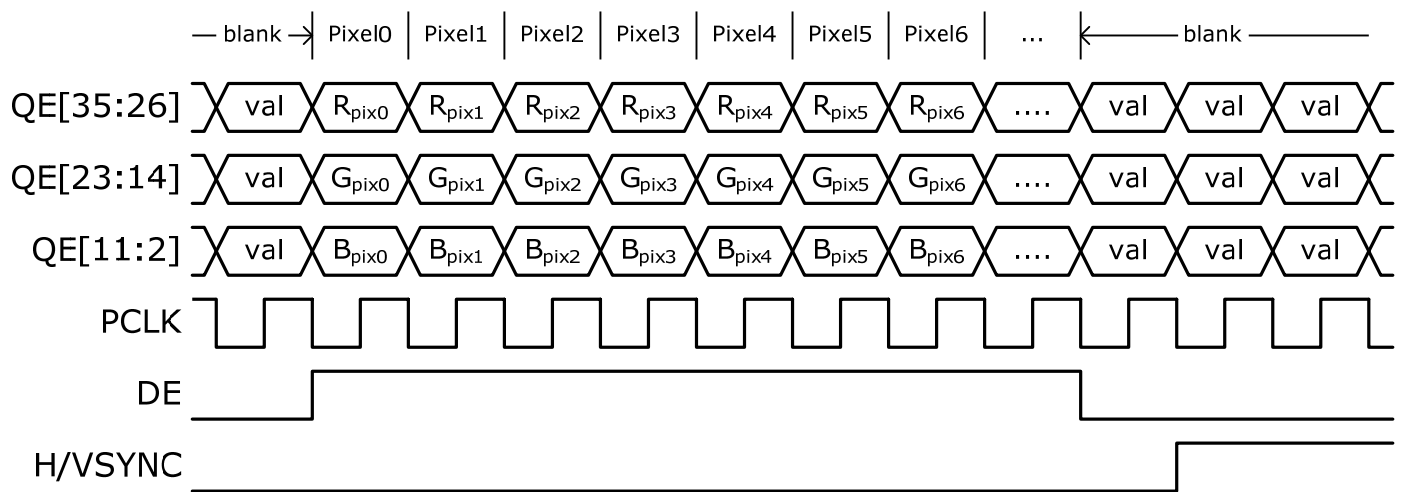 blank Pixel0 Pixel1 Pixel2 Pixel3 Pixel4 Pixel5 Pixel6 ... blank
QE[35:26] val Rpix0 Rpix1 Rpix2 Rpix3 Rpix4 Rpix5 Rpix6 .... val val val
QE[23:14] val Gpix0 Gpix1 Gpix2 Gpix3 Gpix4 Gpix5 Gpix6 .... val val val
QE[11:2] val Bpix0 Bpix1 Bpix2 Bpix3 Bpix4 Bpix5 Bpix6 .... val val val
PCLK
DE
H/VSYNC